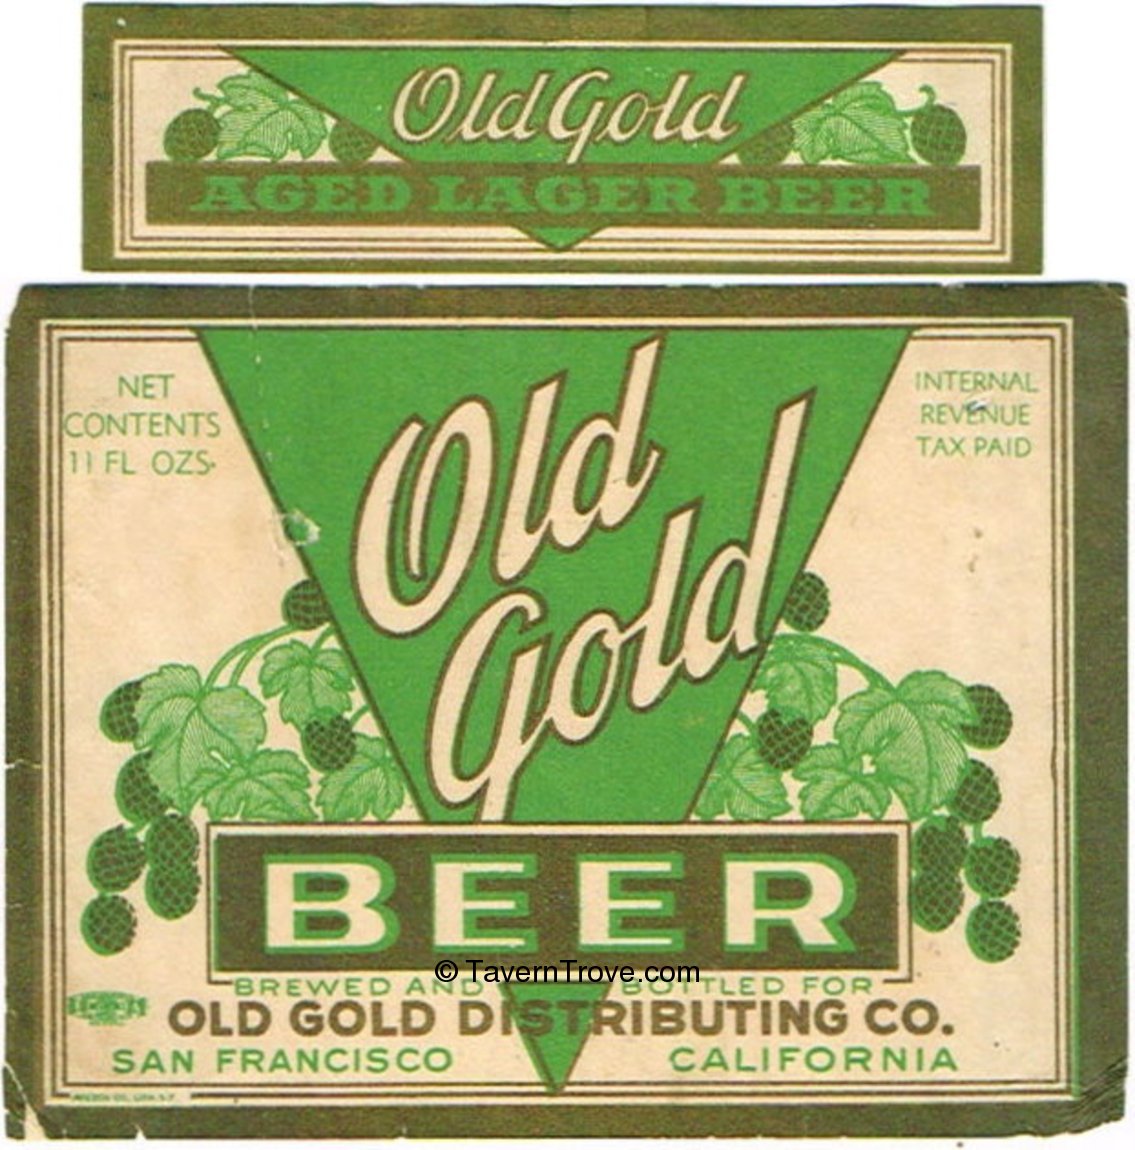 Old Gold
AGED LAGER BEER
NET
CONTENTS
11 FL OZS.
INTERNAL
REVENUE
TAX PAID
Old
Gold
BEER
© TavernTrove.com
BREWED AND BOTTLED FOR
OLD GOLD DISTRIBUTING CO.
SAN FRANCISCO CALIFORNIA